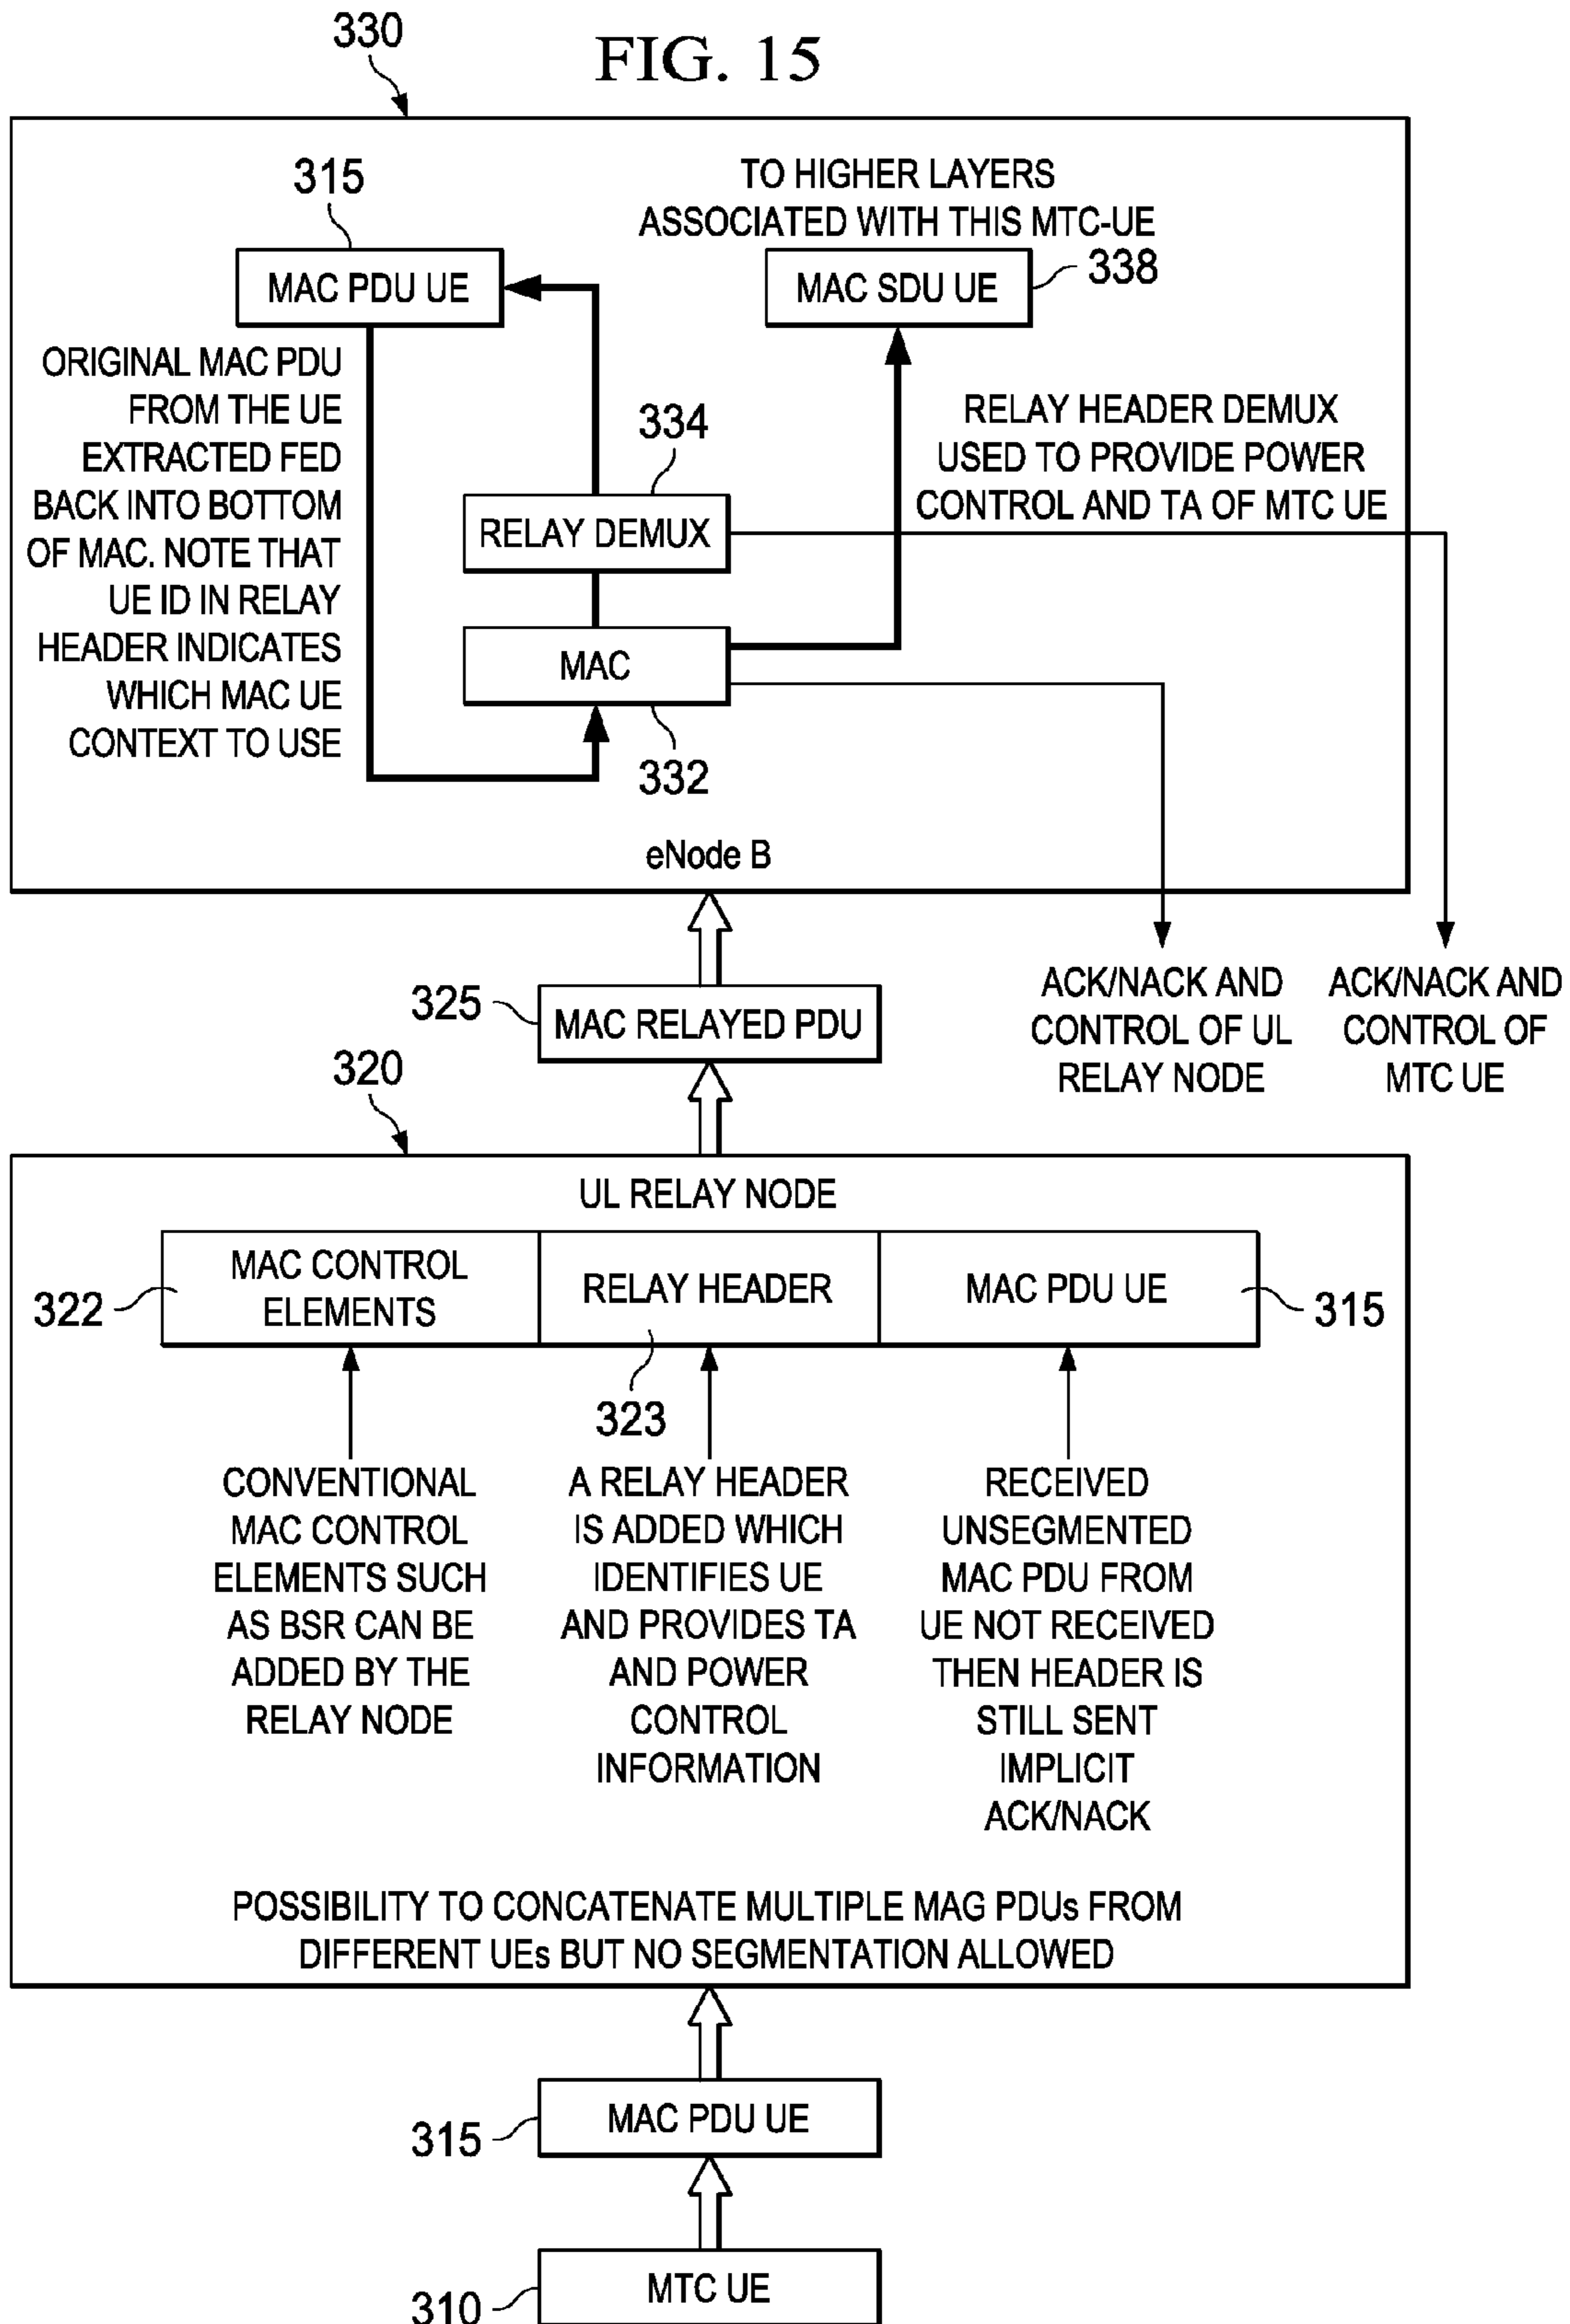 FIG. 15
330
315
TO HIGHER LAYERS
ASSOCIATED WITH THIS MTC-UE
MAC PDU UE
MAC SDU UE
338
ORIGINAL MAC PDU
FROM THE UE
EXTRACTED FED
BACK INTO BOTTOM
OF MAC. NOTE THAT
UE ID IN RELAY
HEADER INDICATES
WHICH MAC UE
CONTEXT TO USE
334
RELAY DEMUX
RELAY HEADER DEMUX
USED TO PROVIDE POWER
CONTROL AND TA OF MTC UE
MAC
332
eNode B
325
MAC RELAYED PDU
ACK/NACK AND
CONTROL OF UL
RELAY NODE
ACK/NACK AND
CONTROL OF
MTC UE
320
UL RELAY NODE
322
MAC CONTROL
ELEMENTS
RELAY HEADER
MAC PDU UE
315
323
CONVENTIONAL
MAC CONTROL
ELEMENTS SUCH
AS BSR CAN BE
ADDED BY THE
RELAY NODE
A RELAY HEADER
IS ADDED WHICH
IDENTIFIES UE
AND PROVIDES TA
AND POWER
CONTROL
INFORMATION
RECEIVED
UNSEGMENTED
MAC PDU FROM
UE NOT RECEIVED
THEN HEADER IS
STILL SENT
IMPLICIT
ACK/NACK
POSSIBILITY TO CONCATENATE MULTIPLE MAG PDUs FROM
DIFFERENT UEs BUT NO SEGMENTATION ALLOWED
315
MAC PDU UE
310
MTC UE